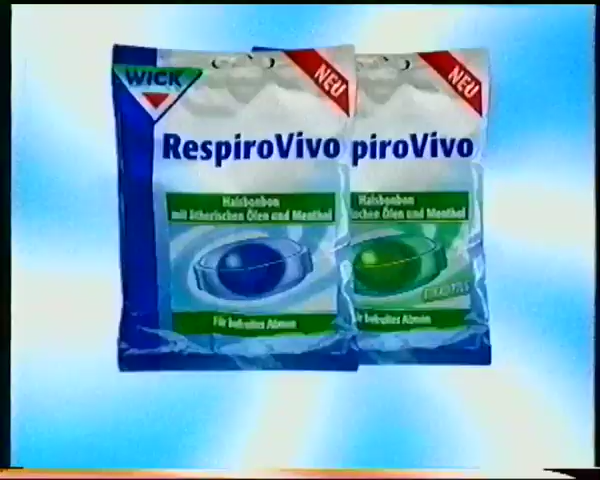 WICK
NEU
RespiroVivo
Halsbonbon
mit ätherischen Ölen und Menthol
Für befreites Atmen
NEU
piroVivo
Halsbonbon
schen Ölen und Menthol
für befreites Atmen